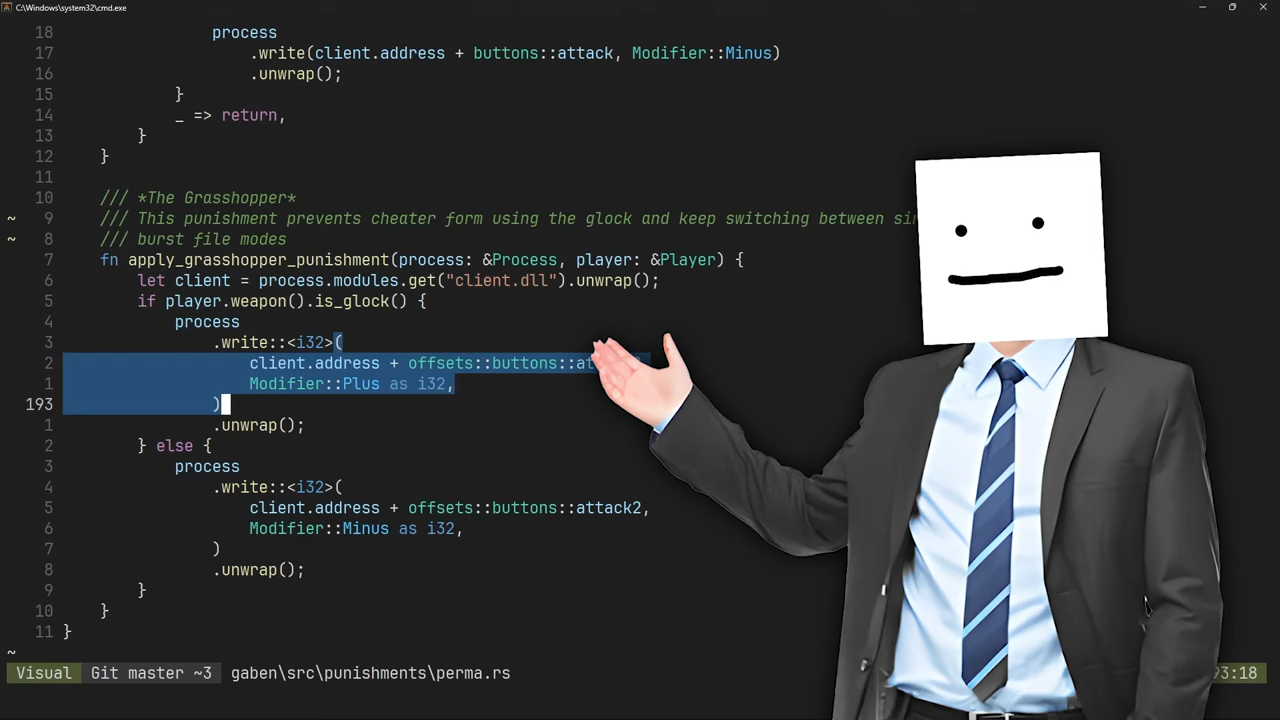 C:\Windows\system32\cmd.exe
18 process
17 .write(client.address + buttons::attack, Modifier::Minus)
16 .unwrap();
15 }
14 _ => return,
13 }
12 }
11
10 /// *The Grasshopper*
~ 9 /// This punishment prevents cheater form using the glock and keep switching between
~ 8 /// burst file modes
7 fn apply_grasshopper_punishment(process: &Process, player: &Player) {
6 let client = process.modules.get("client.dll").unwrap();
5 if player.weapon().is_glock() {
4 process
3 .write::<i32>(
2 client.address + offsets::buttons::
1 Modifier::Plus as i32,
193 )
1 .unwrap();
2 } else {
3 process
4 .write::<i32>(
5 client.address + offsets::buttons::attack2,
6 Modifier::Minus as i32,
7 )
8 .unwrap();
9 }
10 }
11 }
~
Visual Git master ~3 gaben\src\punishments\perma.rs 3:18